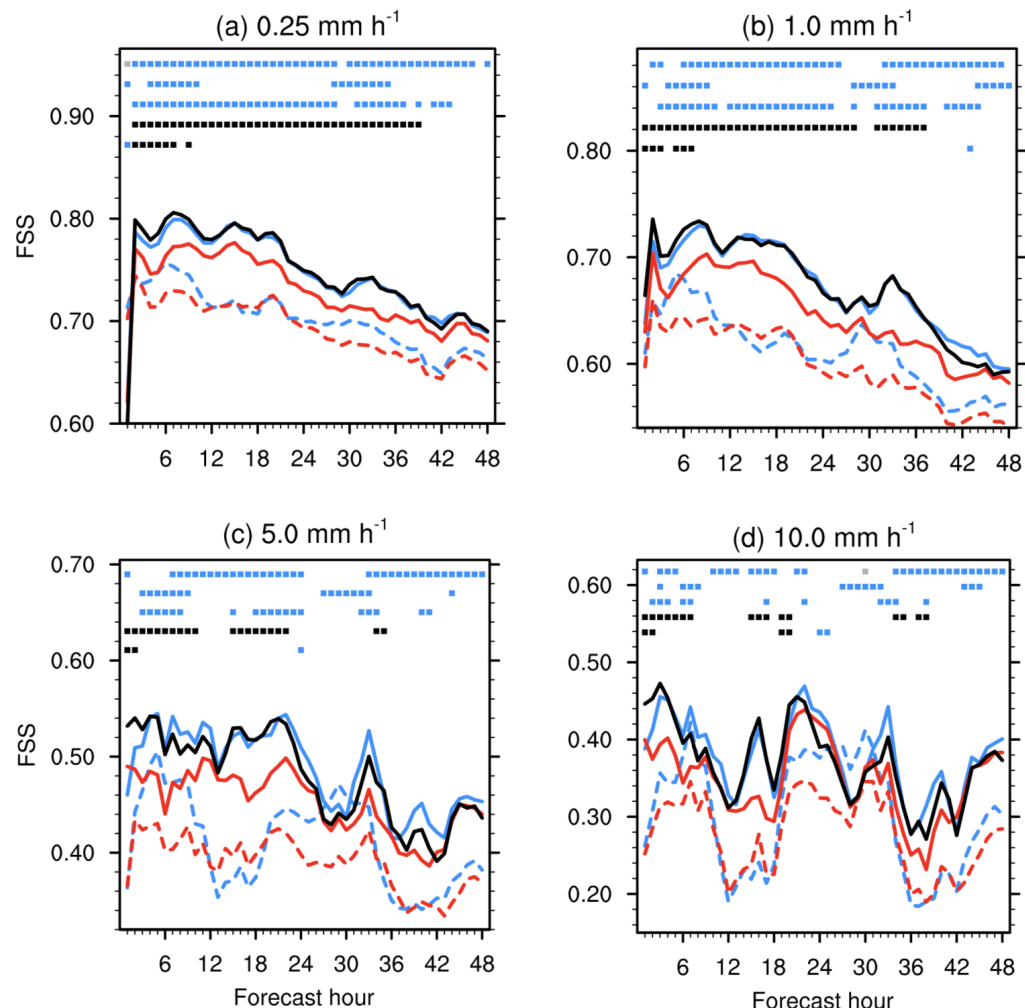 (a) 0.25 mm h-1
(b) 1.0 mm h-1
0.90
0.80
0.70
0.60
FSS
6 12 18 24 30 36 42 48
0.80
0.70
0.60
6 12 18 24 30 36 42 48
(c) 5.0 mm h-1
(d) 10.0 mm h-1
0.70
0.60
0.50
0.40
FSS
6 12 18 24 30 36 42 48
Forecast hour
0.60
0.50
0.40
0.30
0.20
6 12 18 24 30 36 42 48
Forecast hour